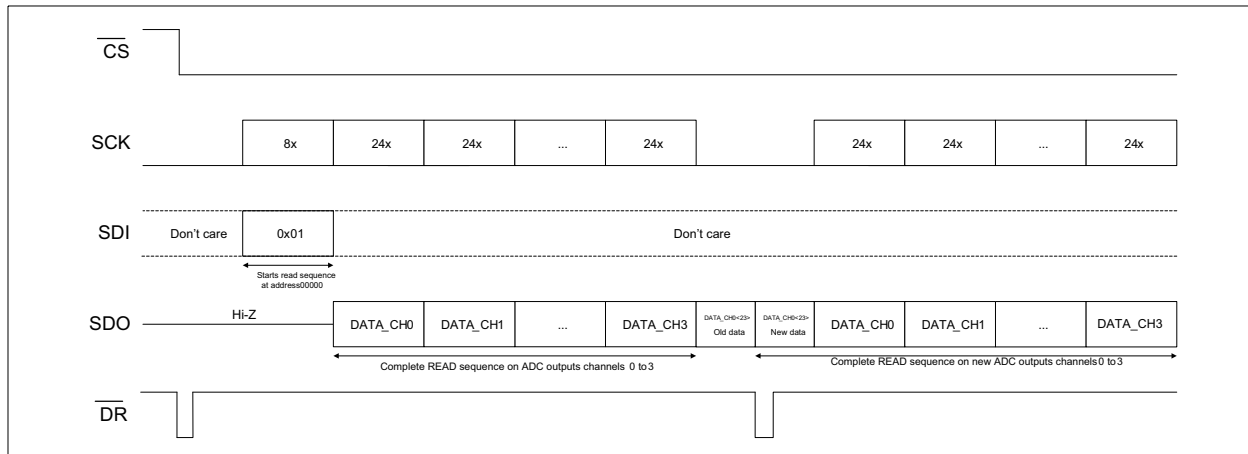 CS
SCK
8x 24x 24x ... 24x 24x 24x ... 24x
SDI
Don't care 0x01 Don't care
Starts read sequence
at address00000
SDO
Hi-Z
DATA_CH0 DATA_CH1 ... DATA_CH3 DATA_CH0<23> DATA_CH0<23> DATA_CH0 DATA_CH1 ... DATA_CH3
Old data New data
Complete READ sequence on ADC outputs channels 0 to 3 Complete READ sequence on new ADC outputs channels 0 to 3
DR